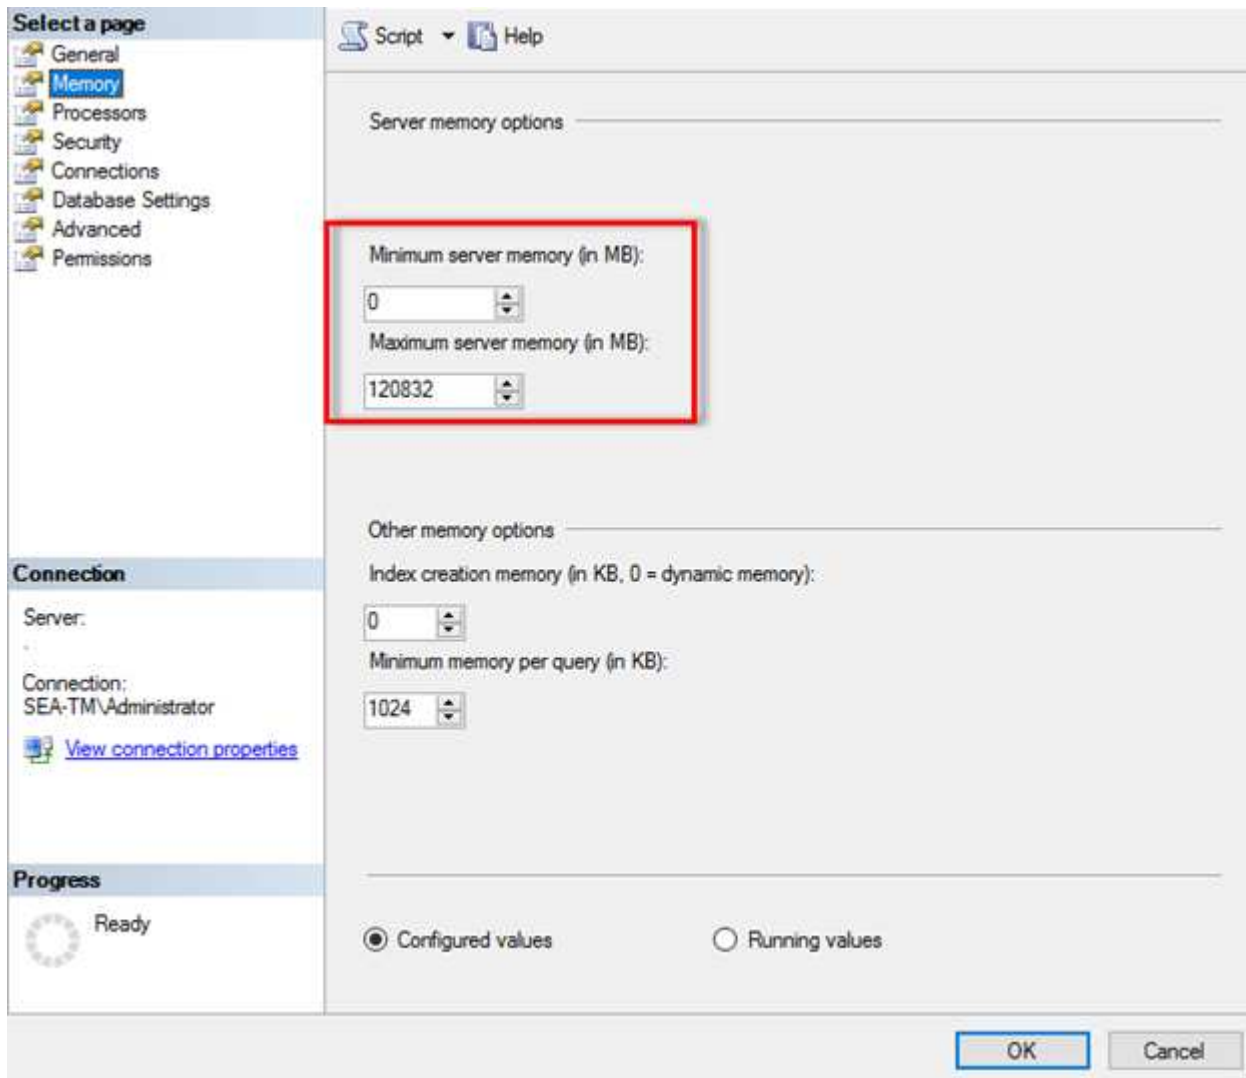 Select a page
General
Memory
Processors
Security
Connections
Database Settings
Advanced
Permissions
Connection
Server:
.
Connection:
SEA-TM\Administrator
View connection properties
Progress
Ready
Script Help
Server memory options
Minimum server memory (in MB):
0
Maximum server memory (in MB):
120832
Other memory options
Index creation memory (in KB, 0 = dynamic memory):
0
Minimum memory per query (in KB):
1024
Configured values Running values
OK Cancel